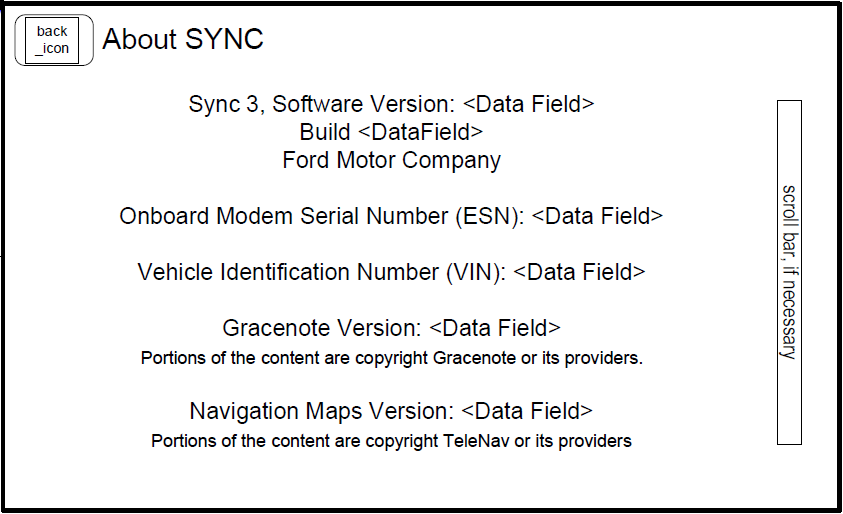 back
_icon
About SYNC
Sync 3, Software Version: <Data Field>
Build <DataField>
Ford Motor Company
Onboard Modem Serial Number (ESN): <Data Field>
Vehicle Identification Number (VIN): <Data Field>
Gracenote Version: <Data Field>
Portions of the content are copyright Gracenote or its providers.
Navigation Maps Version: <Data Field>
Portions of the content are copyright TeleNav or its providers
scroll bar, if necessary